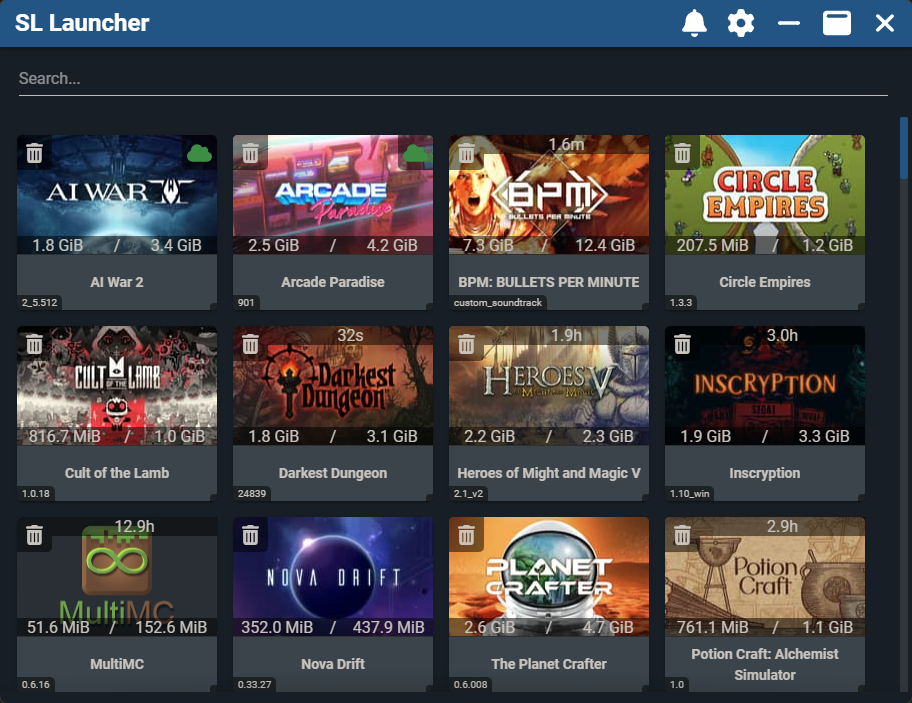 SL Launcher
Search...
AI WAR
1.8 GiB / 3.4 GiB
AI War 2
2_5.512
ARCADE
Paradise
2.5 GiB / 4.2 GiB
Arcade Paradise
901
1.6m
BPM
BULLETS PER MINUTE
7.3 GiB / 12.4 GiB
BPM: BULLETS PER MINUTE
custom_soundtrack
CIRCLE
EMPIRES
207.5 MiB / 1.2 GiB
Circle Empires
1.3.3
CULT
OF THE
LAMB
816.7 MiB / 1.0 GiB
Cult of the Lamb
1.0.18
32s
Darkest
Dungeon
1.8 GiB / 3.1 GiB
Darkest Dungeon
24839
1.9h
HEROES V
OF MIGHT AND MAGIC
2.2 GiB / 2.3 GiB
Heroes of Might and Magic V
2.1_v2
3.0h
INSCRYPTION
1.9 GiB / 3.3 GiB
Inscryption
1.10_win
12.9h
MultiMC
51.6 MiB / 152.6 MiB
MultiMC
0.6.16
NOVA DRIFT
352.0 MiB / 437.9 MiB
Nova Drift
0.33.27
PLANET
CRAFTER
2.6 GiB / 4.7 GiB
The Planet Crafter
0.6.008
2.9h
Potion
Craft
761.1 MiB / 1.1 GiB
Potion Craft: Alchemist
Simulator
1.0